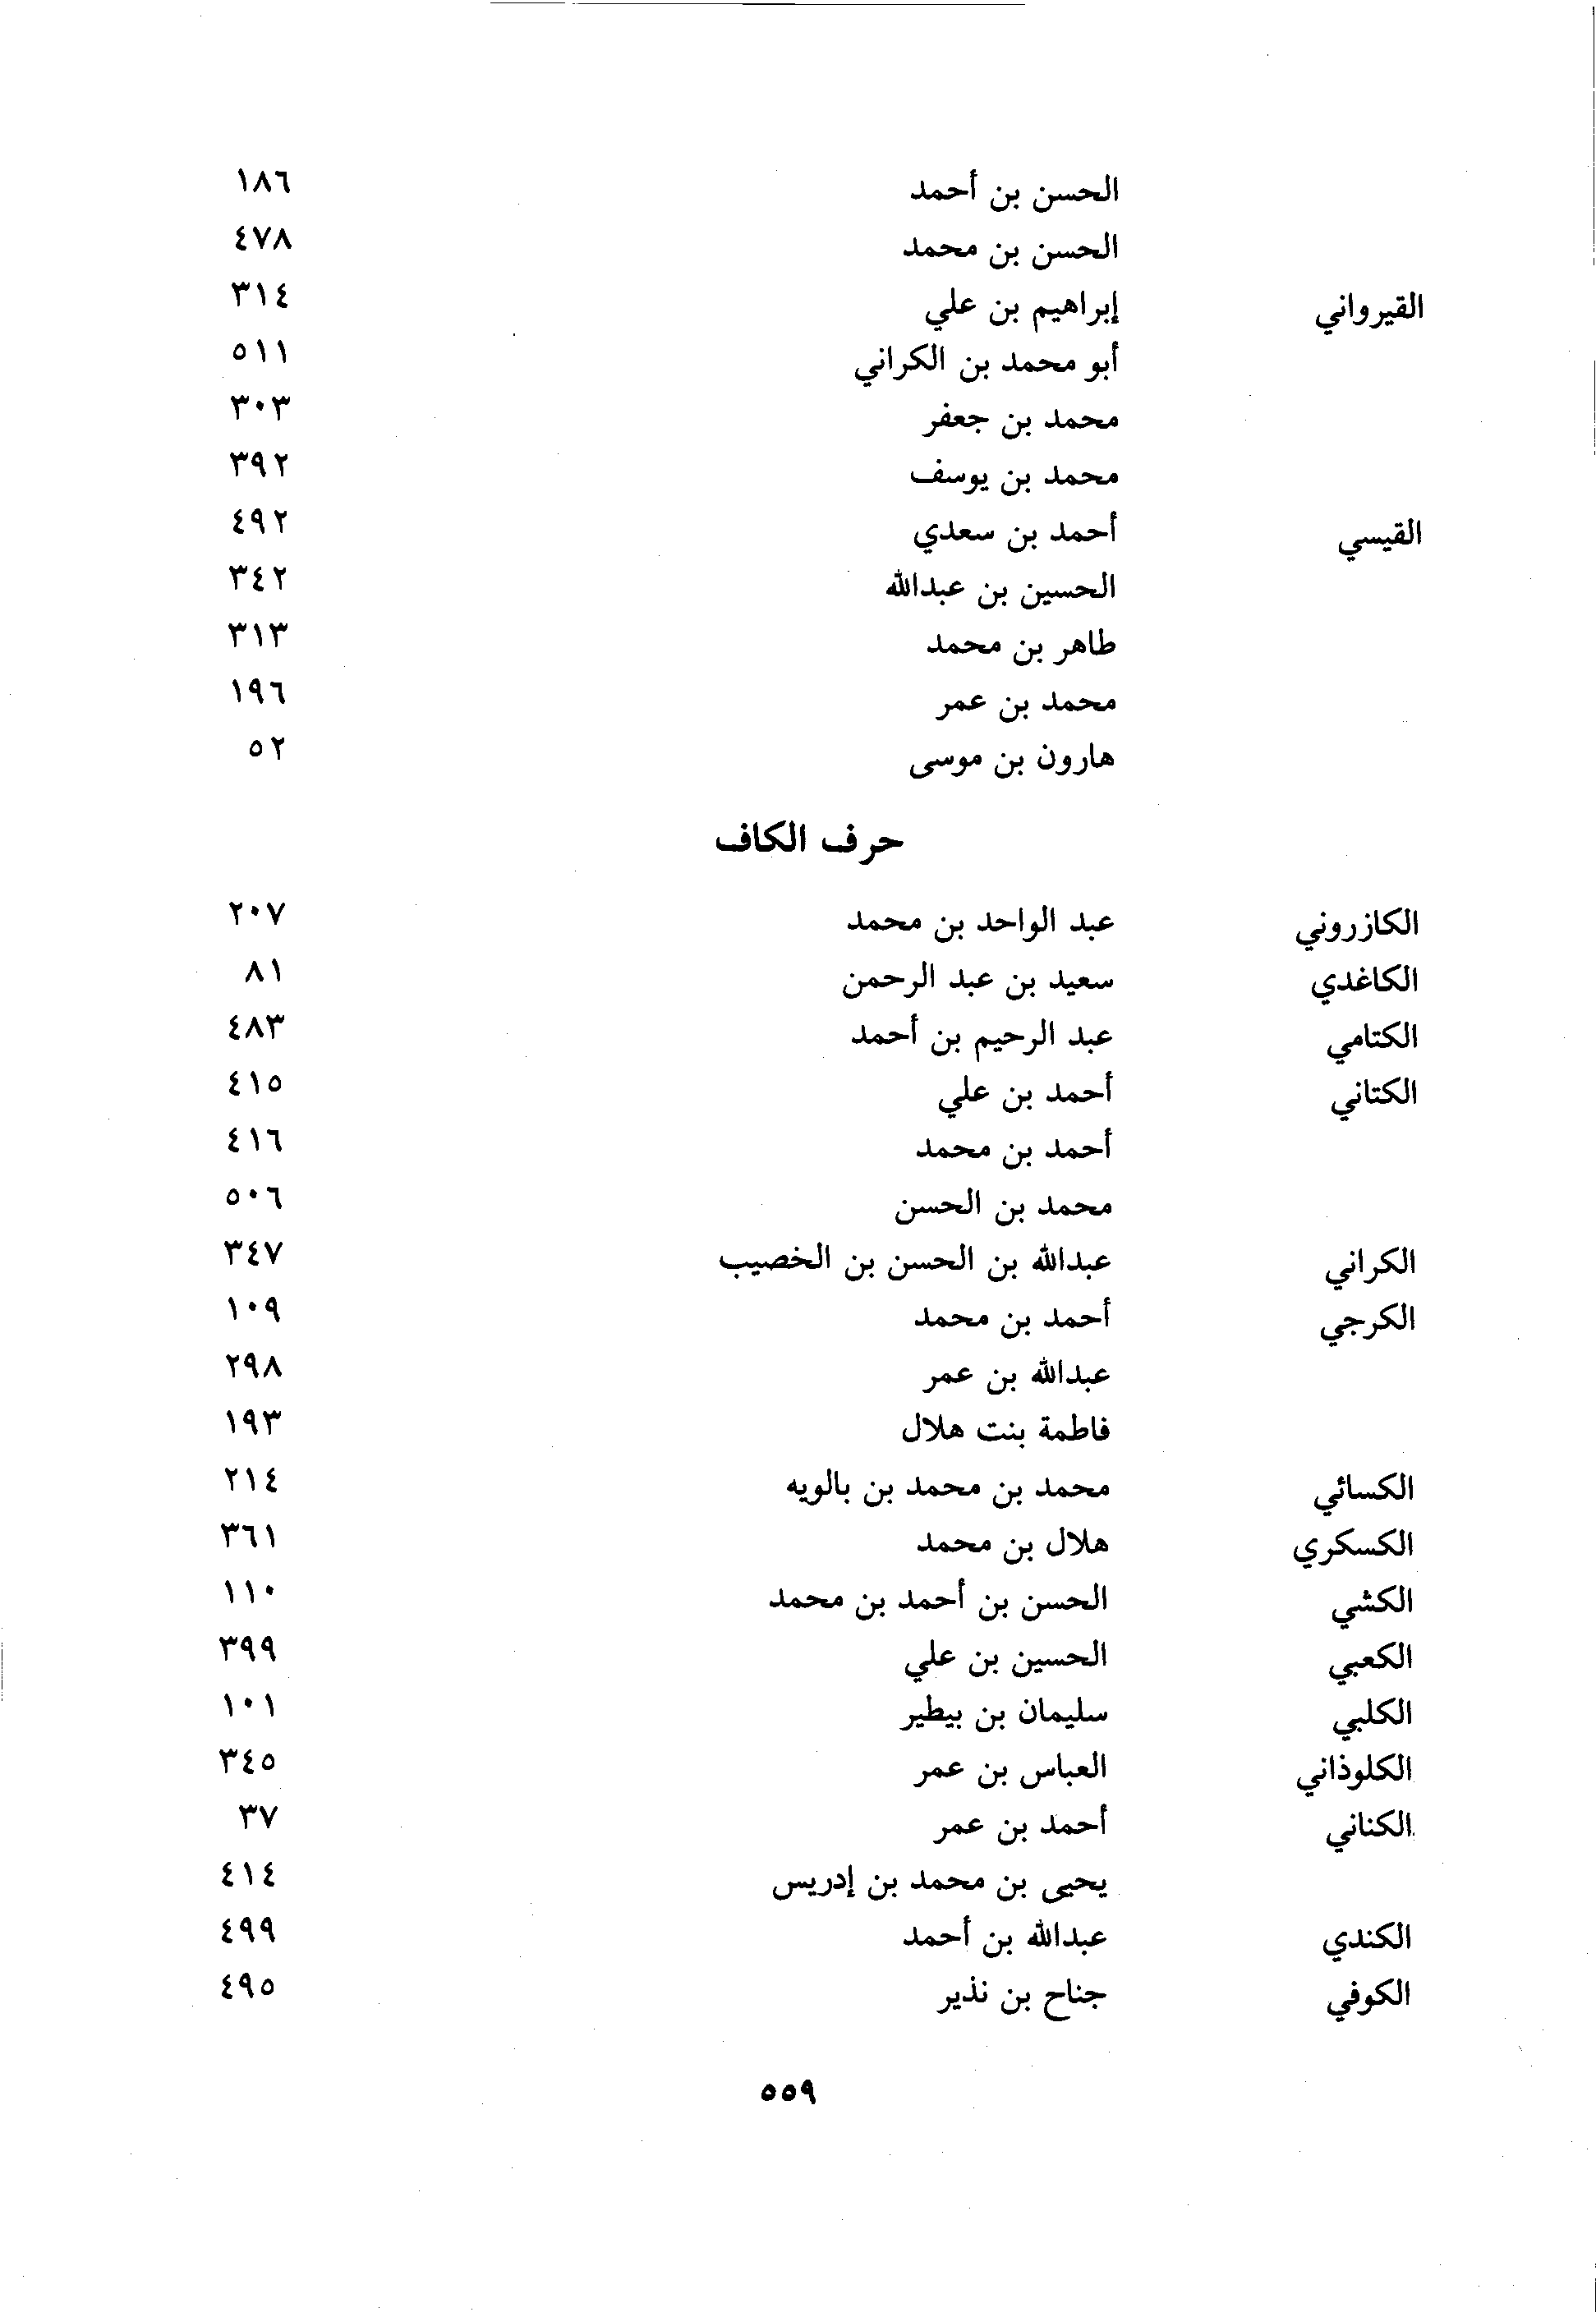 الحسن بن أحمد ١٨٦
الحسن بن محمد ٤٧٨
القيرواني إبراهيم بن علي ٣١٤
أبو محمد بن الكراني ٥١١
محمد بن جعفر ٣٠٣
محمد بن يوسف ٣٩٢
القيسي أحمد بن سعدي ٤٩٢
الحسين بن عبدالله ٣٤٢
طاهر بن محمد ٣١٣
محمد بن عمر ١٩٦
هارون بن موسى ٥٢
حرف الكاف
الكازروني عبد الواحد بن محمد ٢٠٧
الكاغدي سعيد بن عبد الرحمن ٨١
الكتامي عبد الرحيم بن أحمد ٤٨٣
الكتاني أحمد بن علي ٤١٥
أحمد بن محمد ٤١٦
محمد بن الحسن ٥٠٦
الكراني عبدالله بن الحسن بن الخصيب ٣٤٧
الكرجي أحمد بن محمد ١٠٩
عبدالله بن عمر ٢٩٨
فاطمة بنت هلال ١٩٣
الكسائي محمد بن محمد بن بالويه ٢١٤
الكسكري هلال بن محمد ٣٦١
الكشي الحسن بن أحمد بن محمد ١١٠
الكعبي الحسين بن علي ٣٩٩
الكلبي سليمان بن بيطير ١٠١
الكلوذاني العباس بن عمر ٣٤٥
الكناني أحمد بن عمر ٣٧
يحيى بن محمد بن إدريس ٤١٤
الكندي عبدالله بن أحمد ٤٩٩
الكوفي جناح بن نذير ٤٩٥
٥٥٩